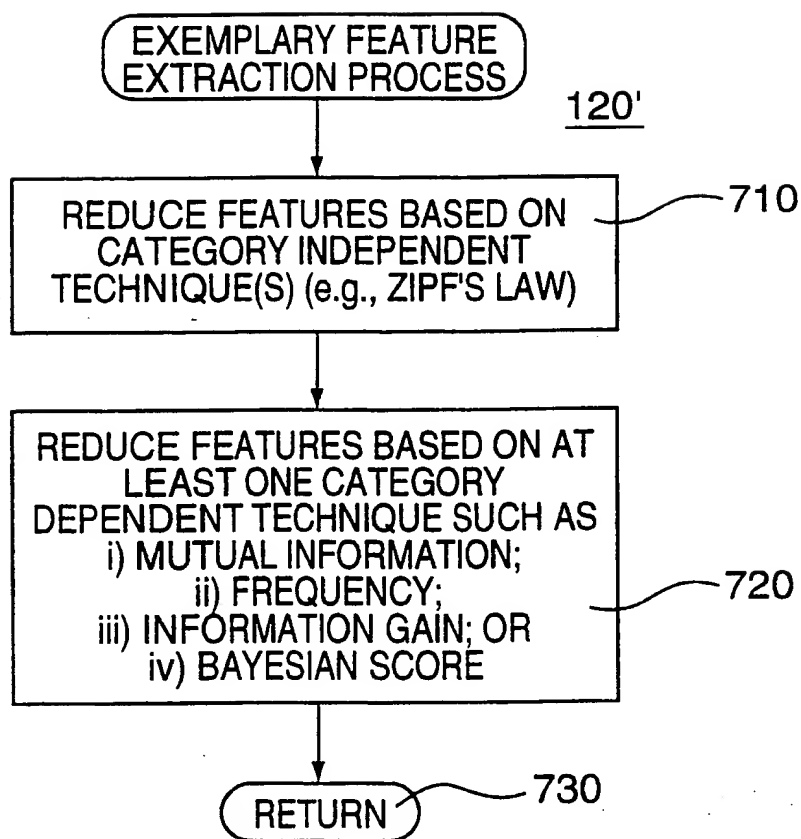 EXEMPLARY FEATURE
EXTRACTION PROCESS
120'
REDUCE FEATURES BASED ON
CATEGORY INDEPENDENT
TECHNIQUE(S) (e.g., ZIPF'S LAW)
710
REDUCE FEATURES BASED ON AT
LEAST ONE CATEGORY
DEPENDENT TECHNIQUE SUCH AS
i) MUTUAL INFORMATION;
ii) FREQUENCY;
iii) INFORMATION GAIN; OR
iv) BAYESIAN SCORE
720
RETURN
730